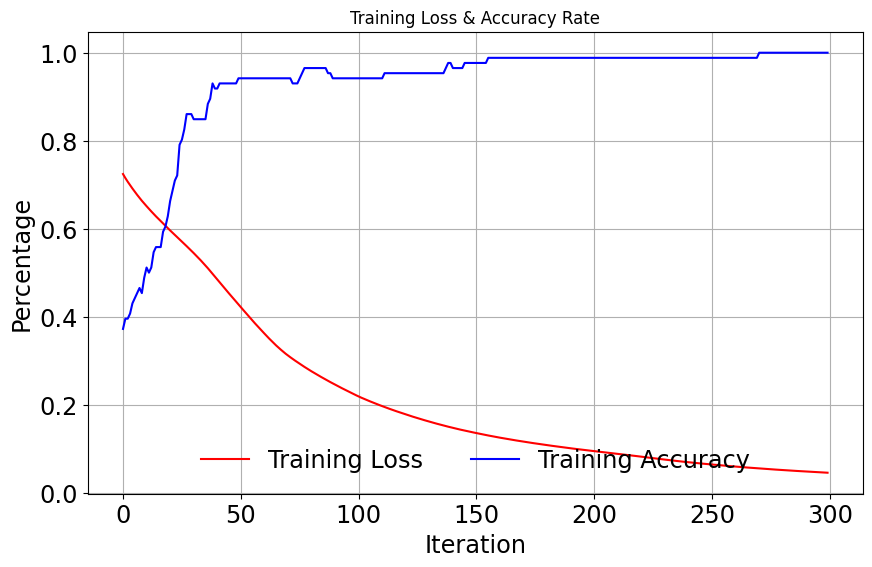 Training Loss & Accuracy Rate
1.0
0.8
0.6
0.4
0.2
0.0
Percentage
Training Loss
Training Accuracy
0 50 100 150 200 250 300
Iteration